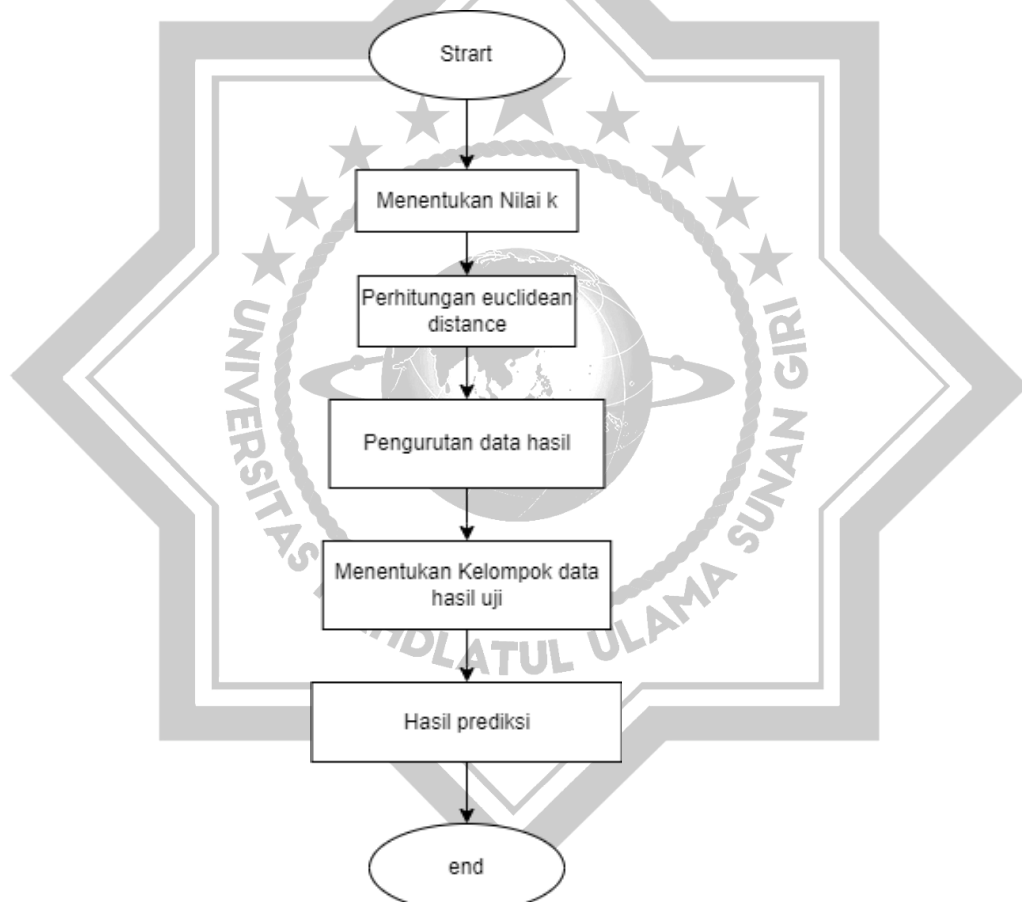 Strart
Menentukan Nilai k
Perhitungan euclidean
distance
Pengurutan data hasil
Menentukan Kelompok data
hasil uji
Hasil prediksi
end
UNIVERSITAS HDLATUL ULAMA SUNAN GIRI